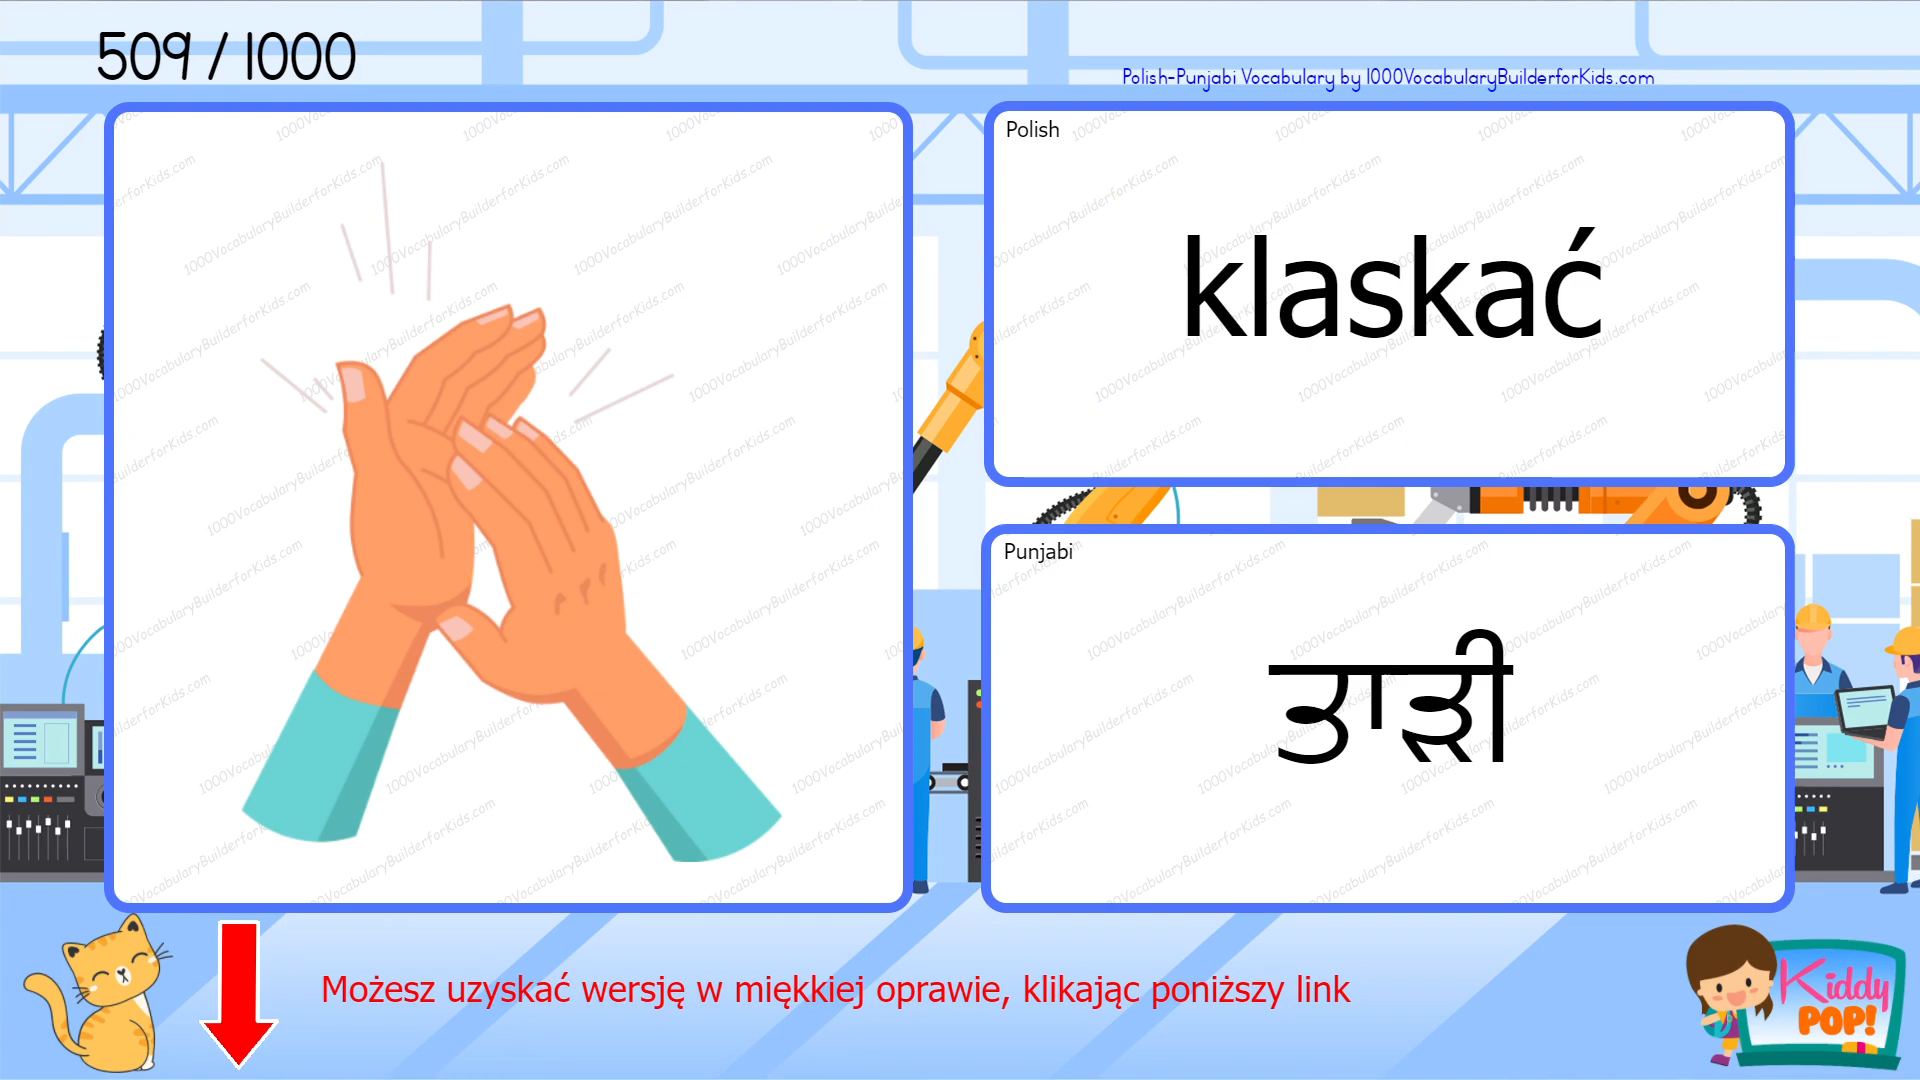 509 / 1000
Polish-Punjabi Vocabulary by 1000VocabularyBuilderforKids.com
Polish
klaskać
Punjabi
ਤਾੜੀ
Możesz uzyskać wersję w miękkiej oprawie, klikając poniższy link
Kiddy
POP!